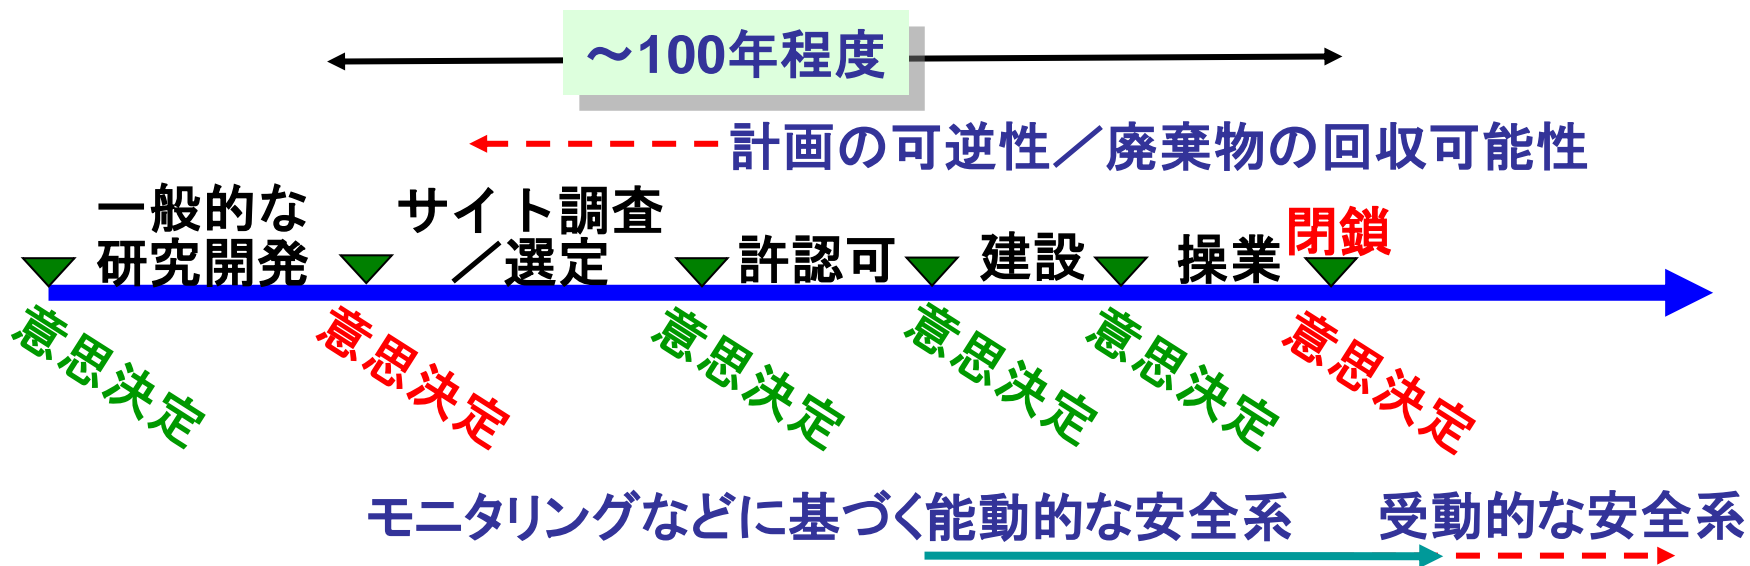 ～100年程度
計画の可逆性／廃棄物の回収可能性
一般的な
研究開発
サイト調査
／選定
許認可
建設
操業
閉鎖
意思決定
意思決定
意思決定
意思決定
意思決定
意思決定
モニタリングなどに基づく能動的な安全系
受動的な安全系